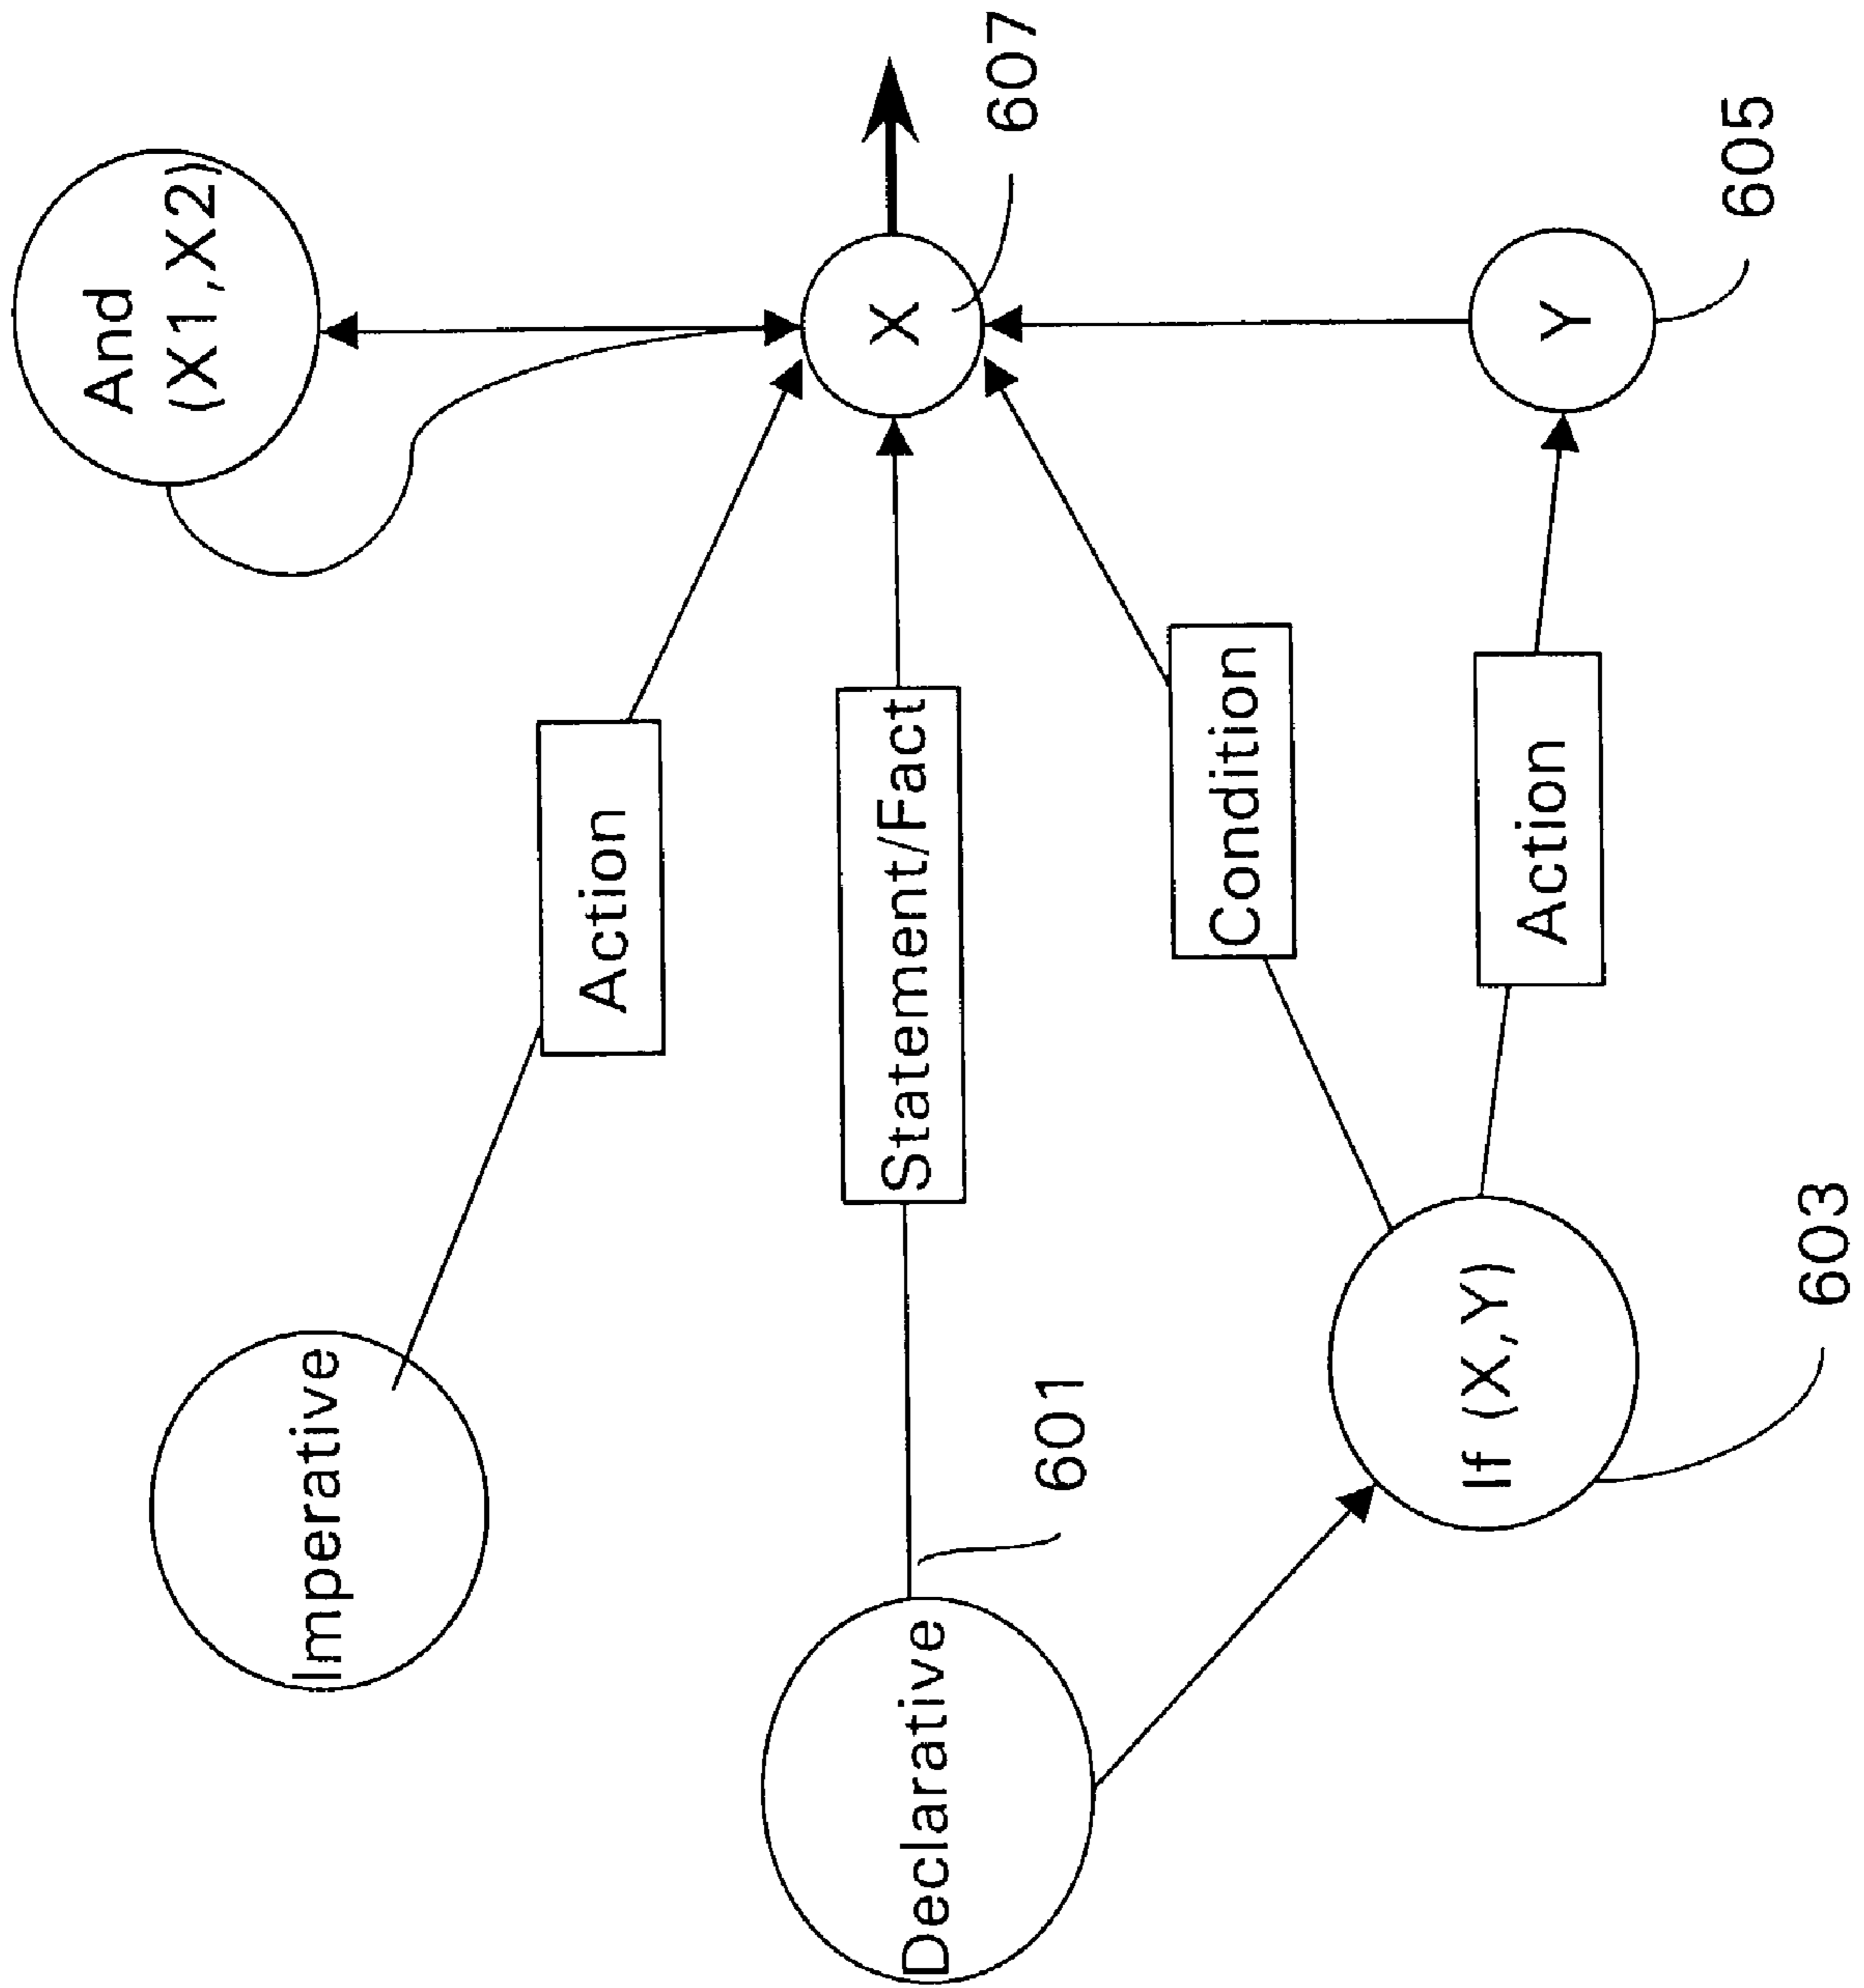 And
(X1,X2)
Imperative
Action
Declarative
Statement/Fact
X
607
601
Condition
If (X,Y)
Action
Y
605
603